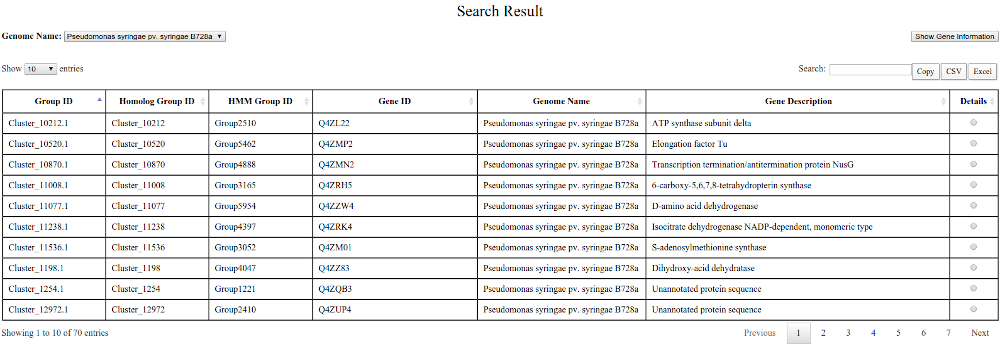 Search Result
Genome Name: Pseudomonas syringae pv. syringae B728a Show Gene Information
Show 10 entries Search: Copy CSV Excel
Group ID Homolog Group ID HMM Group ID Gene ID Genome Name Gene Description Details
Cluster_10212.1 Cluster_10212 Group2510 Q4ZL22 Pseudomonas syringae pv. syringae B728a ATP synthase subunit delta
Cluster_10520.1 Cluster_10520 Group5462 Q4ZMP2 Pseudomonas syringae pv. syringae B728a Elongation factor Tu
Cluster_10870.1 Cluster_10870 Group4888 Q4ZMN2 Pseudomonas syringae pv. syringae B728a Transcription termination/antitermination protein NusG
Cluster_11008.1 Cluster_11008 Group3165 Q4ZRH5 Pseudomonas syringae pv. syringae B728a 6-carboxy-5,6,7,8-tetrahydropterin synthase
Cluster_11077.1 Cluster_11077 Group5954 Q4ZZW4 Pseudomonas syringae pv. syringae B728a D-amino acid dehydrogenase
Cluster_11238.1 Cluster_11238 Group4397 Q4ZRK4 Pseudomonas syringae pv. syringae B728a Isocitrate dehydrogenase NADP-dependent, monomeric type
Cluster_11536.1 Cluster_11536 Group3052 Q4ZM01 Pseudomonas syringae pv. syringae B728a S-adenosylmethionine synthase
Cluster_1198.1 Cluster_1198 Group4047 Q4ZZ83 Pseudomonas syringae pv. syringae B728a Dihydroxy-acid dehydratase
Cluster_1254.1 Cluster_1254 Group1221 Q4ZQB3 Pseudomonas syringae pv. syringae B728a Unannotated protein sequence
Cluster_12972.1 Cluster_12972 Group2410 Q4ZUP4 Pseudomonas syringae pv. syringae B728a Unannotated protein sequence
Showing 1 to 10 of 70 entries Previous 1 2 3 4 5 6 7 Next